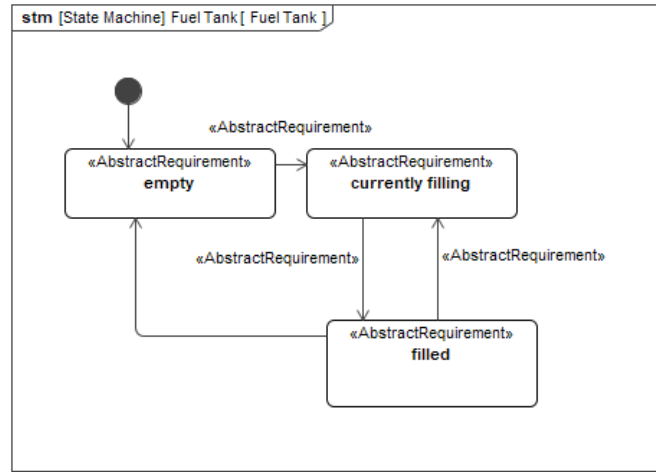 stm [State Machine] Fuel Tank[ Fuel Tank ]
«AbstractRequirement»
«AbstractRequirement»
empty
«AbstractRequirement»
currently filling
«AbstractRequirement»
«AbstractRequirement»
«AbstractRequirement»
filled